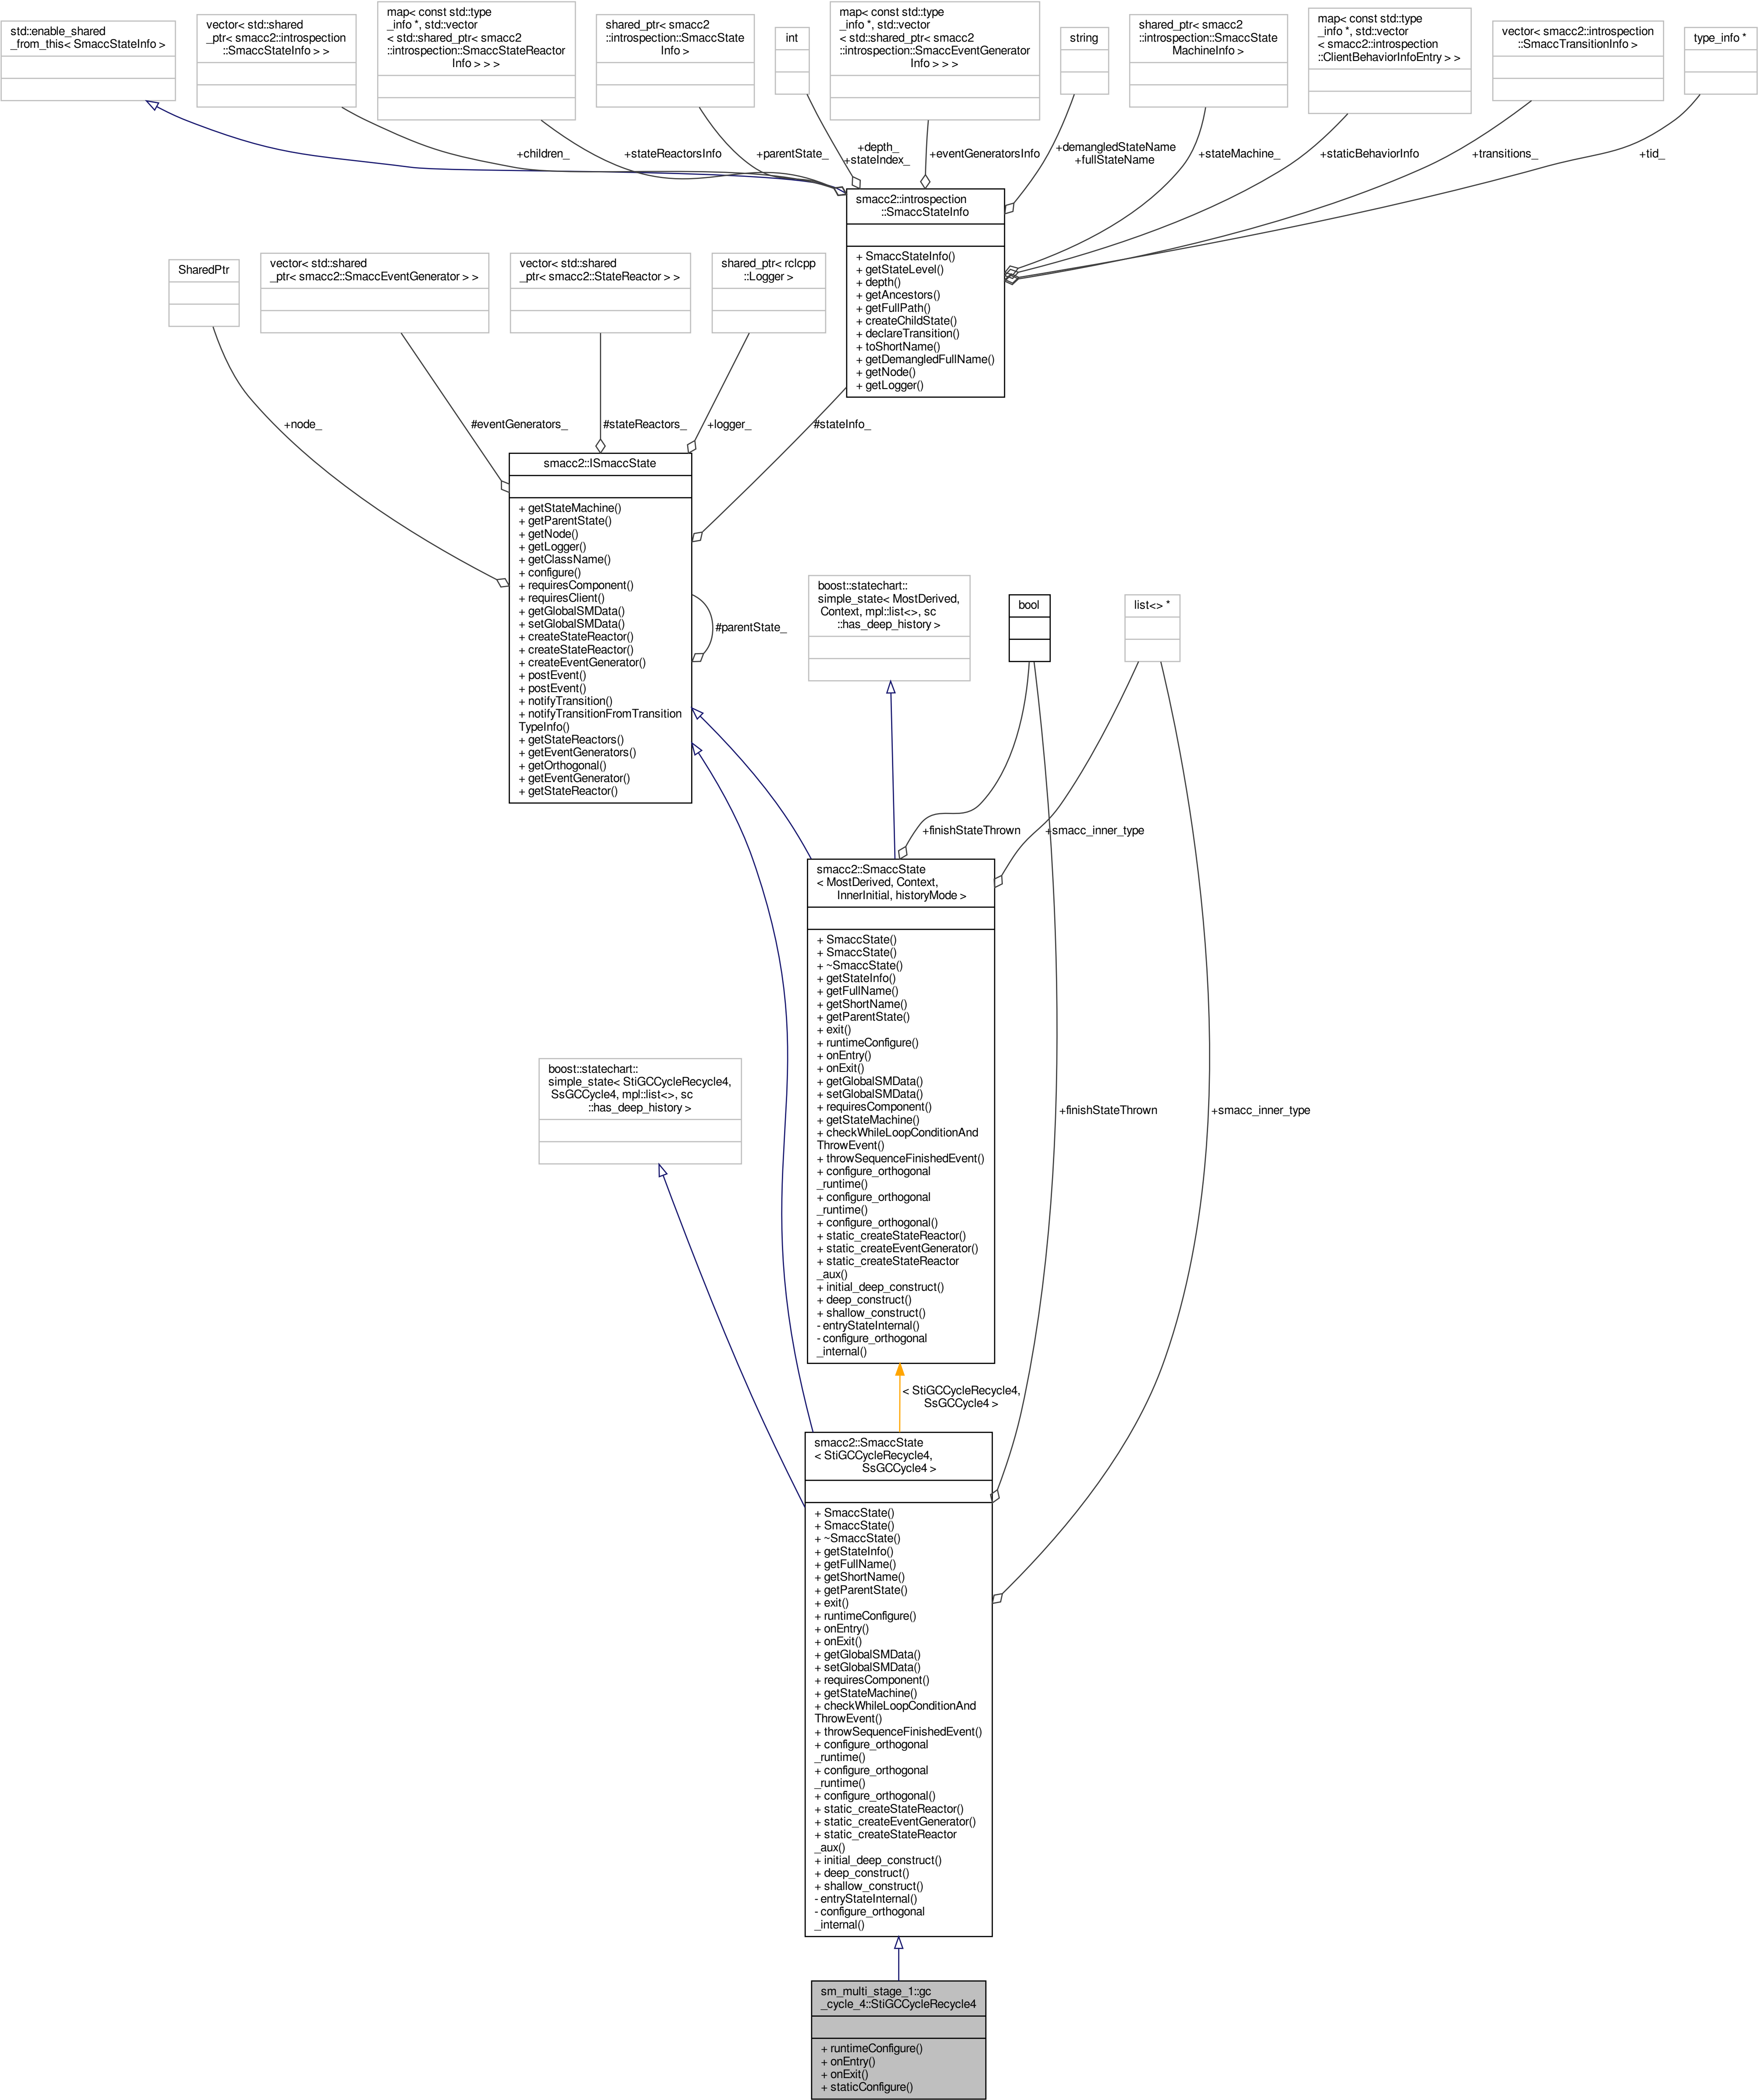 std::enable_shared
_from_this< SmaccStateInfo >
vector< std::shared
_ptr< smacc2::introspection
::SmaccStateInfo > >
map< const std::type
_info *, std::vector
< std::shared_ptr< smacc2
::introspection::SmaccStateReactor
Info > > >
shared_ptr< smacc2
::introspection::SmaccState
Info >
int
map< const std::type
_info *, std::vector
< std::shared_ptr< smacc2
::introspection::SmaccEventGenerator
Info > > >
string
shared_ptr< smacc2
::introspection::SmaccState
MachineInfo >
map< const std::type
_info *, std::vector
< smacc2::introspection
::ClientBehaviorInfoEntry > >
vector< smacc2::introspection
::SmaccTransitionInfo >
type_info *
+children_
+stateReactorsInfo
+parentState_
+depth_
+stateIndex_
+eventGeneratorsInfo
+demangledStateName
+fullStateName
+stateMachine_
+staticBehaviorInfo
+transitions_
+tid_
smacc2::introspection
::SmaccStateInfo
+ SmaccStateInfo()
+ getStateLevel()
+ depth()
+ getAncestors()
+ getFullPath()
+ createChildState()
+ declareTransition()
+ toShortName()
+ getDemangledFullName()
+ getNode()
+ getLogger()
SharedPtr
vector< std::shared
_ptr< smacc2::SmaccEventGenerator > >
vector< std::shared
_ptr< smacc2::StateReactor > >
shared_ptr< rclcpp
::Logger >
+node_
#eventGenerators_
#stateReactors_
+logger_
#stateInfo_
smacc2::ISmaccState
+ getStateMachine()
+ getParentState()
+ getNode()
+ getLogger()
+ getClassName()
+ configure()
+ requiresComponent()
+ requiresClient()
+ getGlobalSMData()
+ setGlobalSMData()
+ createStateReactor()
+ createStateReactor()
+ createEventGenerator()
+ postEvent()
+ postEvent()
+ notifyTransition()
+ notifyTransitionFromTransition
TypeInfo()
+ getStateReactors()
+ getEventGenerators()
+ getOrthogonal()
+ getEventGenerator()
+ getStateReactor()
#parentState_
boost::statechart::
simple_state< MostDerived,
Context, mpl::list<>, sc
::has_deep_history >
bool
list<> *
+finishStateThrown
+smacc_inner_type
smacc2::SmaccState
< MostDerived, Context,
InnerInitial, historyMode >
+ SmaccState()
+ SmaccState()
+ ~SmaccState()
+ getStateInfo()
+ getFullName()
+ getShortName()
+ getParentState()
+ exit()
+ runtimeConfigure()
+ onEntry()
+ onExit()
+ getGlobalSMData()
+ setGlobalSMData()
+ requiresComponent()
+ getStateMachine()
+ checkWhileLoopConditionAnd
ThrowEvent()
+ throwSequenceFinishedEvent()
+ configure_orthogonal
_runtime()
+ configure_orthogonal
_runtime()
+ configure_orthogonal()
+ static_createStateReactor()
+ static_createEventGenerator()
+ static_createStateReactor
_aux()
+ initial_deep_construct()
+ deep_construct()
+ shallow_construct()
- entryStateInternal()
- configure_orthogonal
_internal()
boost::statechart::
simple_state< StiGCCycleRecycle4,
SsGCCycle4, mpl::list<>, sc
::has_deep_history >
+finishStateThrown
+smacc_inner_type
< StiGCCycleRecycle4,
SsGCCycle4 >
smacc2::SmaccState
< StiGCCycleRecycle4,
SsGCCycle4 >
+ SmaccState()
+ SmaccState()
+ ~SmaccState()
+ getStateInfo()
+ getFullName()
+ getShortName()
+ getParentState()
+ exit()
+ runtimeConfigure()
+ onEntry()
+ onExit()
+ getGlobalSMData()
+ setGlobalSMData()
+ requiresComponent()
+ getStateMachine()
+ checkWhileLoopConditionAnd
ThrowEvent()
+ throwSequenceFinishedEvent()
+ configure_orthogonal
_runtime()
+ configure_orthogonal
_runtime()
+ configure_orthogonal()
+ static_createStateReactor()
+ static_createEventGenerator()
+ static_createStateReactor
_aux()
+ initial_deep_construct()
+ deep_construct()
+ shallow_construct()
- entryStateInternal()
- configure_orthogonal
_internal()
sm_multi_stage_1::gc
_cycle_4::StiGCCycleRecycle4
+ runtimeConfigure()
+ onEntry()
+ onExit()
+ staticConfigure()